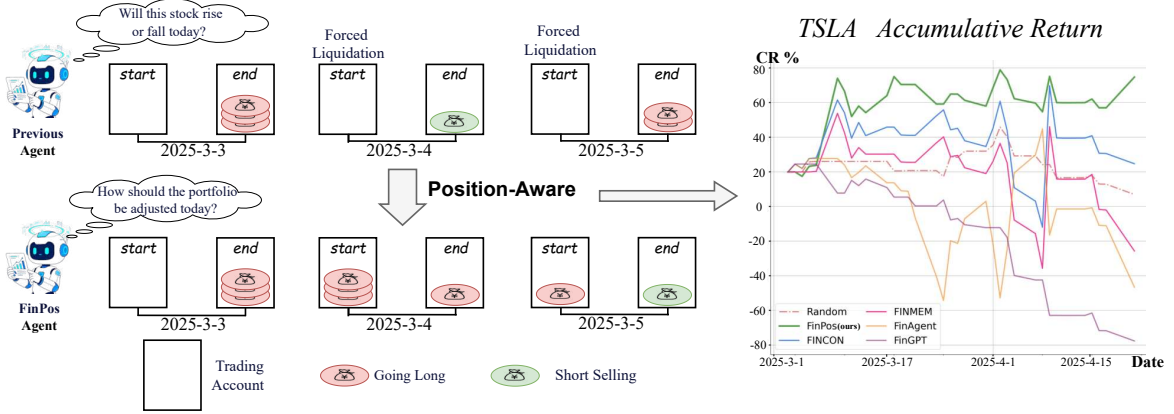 Will this stock rise
or fall today?
Previous
Agent
start
end
2025-3-3
Forced
Liquidation
start
end
2025-3-4
Forced
Liquidation
start
end
2025-3-5
Position-Aware
How should the portfolio
be adjusted today?
FinPos
Agent
start
end
2025-3-3
start
end
2025-3-4
start
end
2025-3-5
Trading
Account
Going Long
Short Selling
TSLA Accumulative Return
CR %
80
60
40
20
0
-20
-40
-60
-80
Random
FinPos(ours)
FINCON
FINMEM
FinAgent
FinGPT
2025-3-1
2025-3-17
2025-4-1
2025-4-15
Date